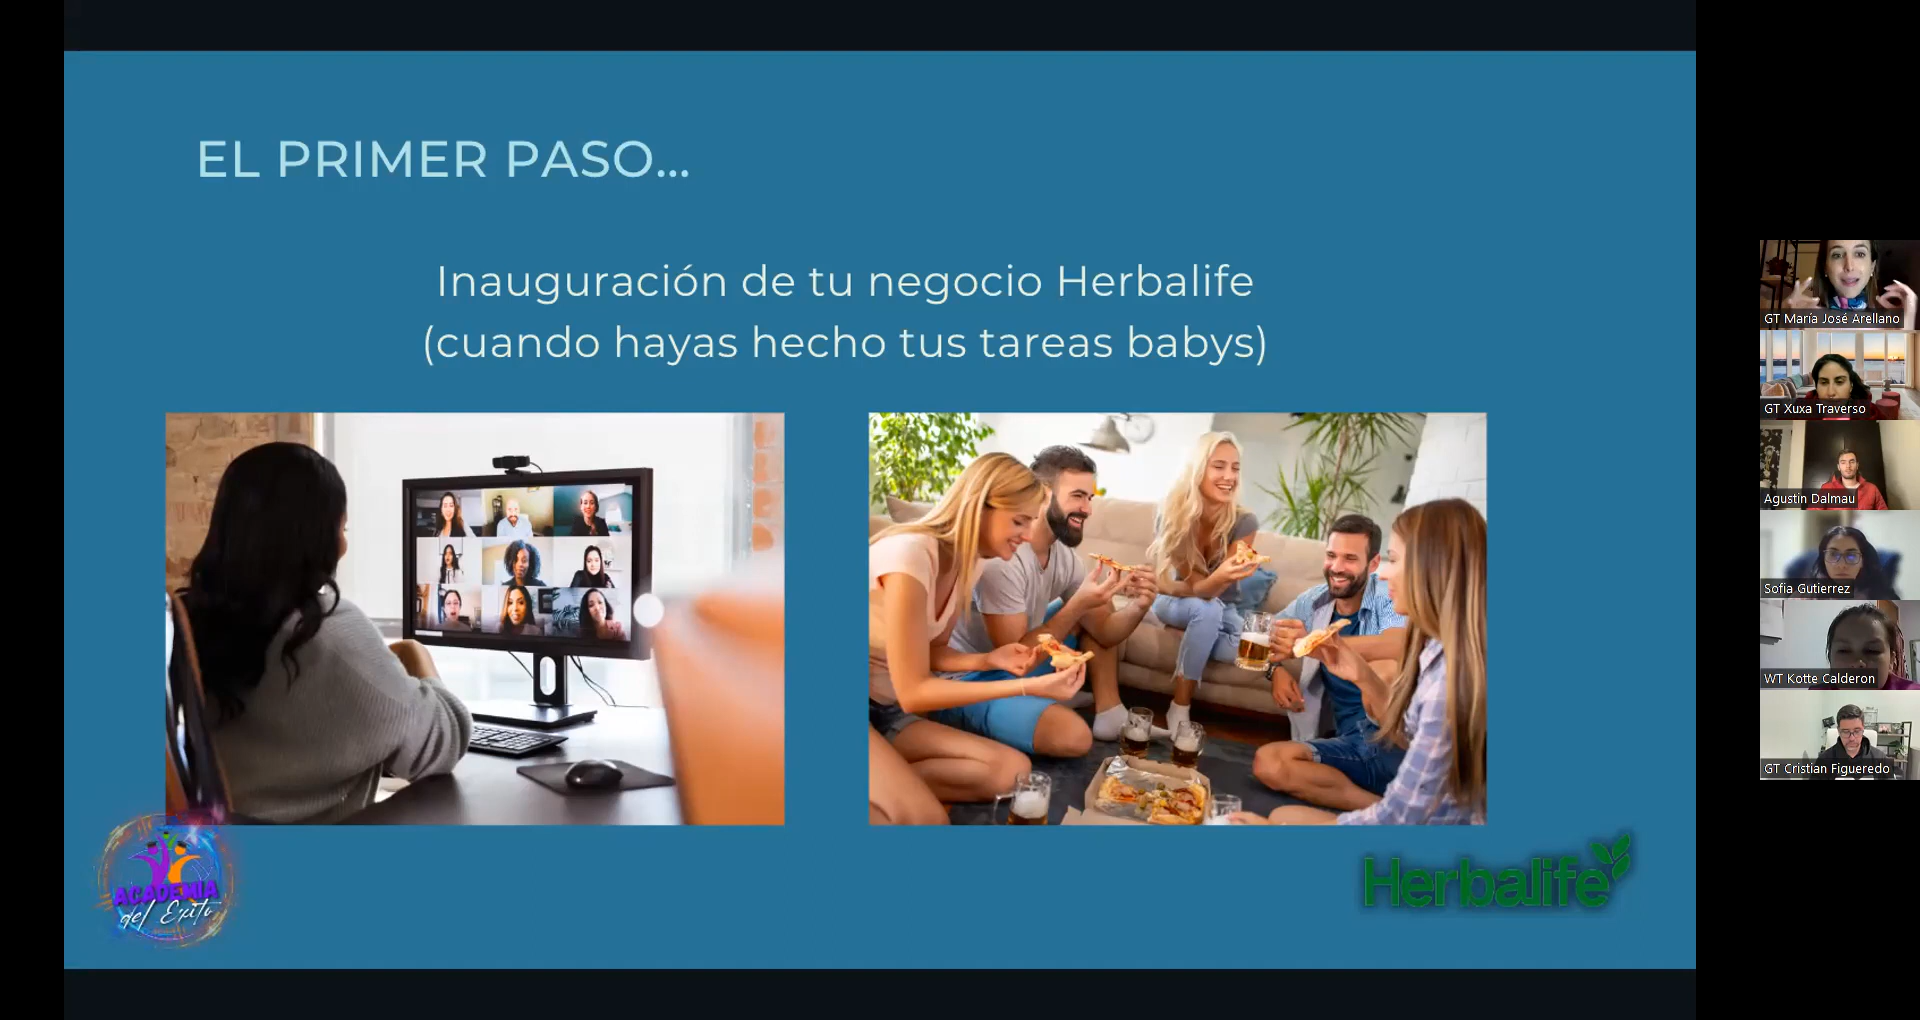 EL PRIMER PASO...
Inauguración de tu negocio Herbalife
(cuando hayas hecho tus tareas babys)
ACADEMIA
del Exito
Herbalife
GT María José Arellano
GT Xuxa Traverso
Agustin Dalmau
Sofia Gutierrez
WT Kotte Calderon
GT Cristian Figueredo